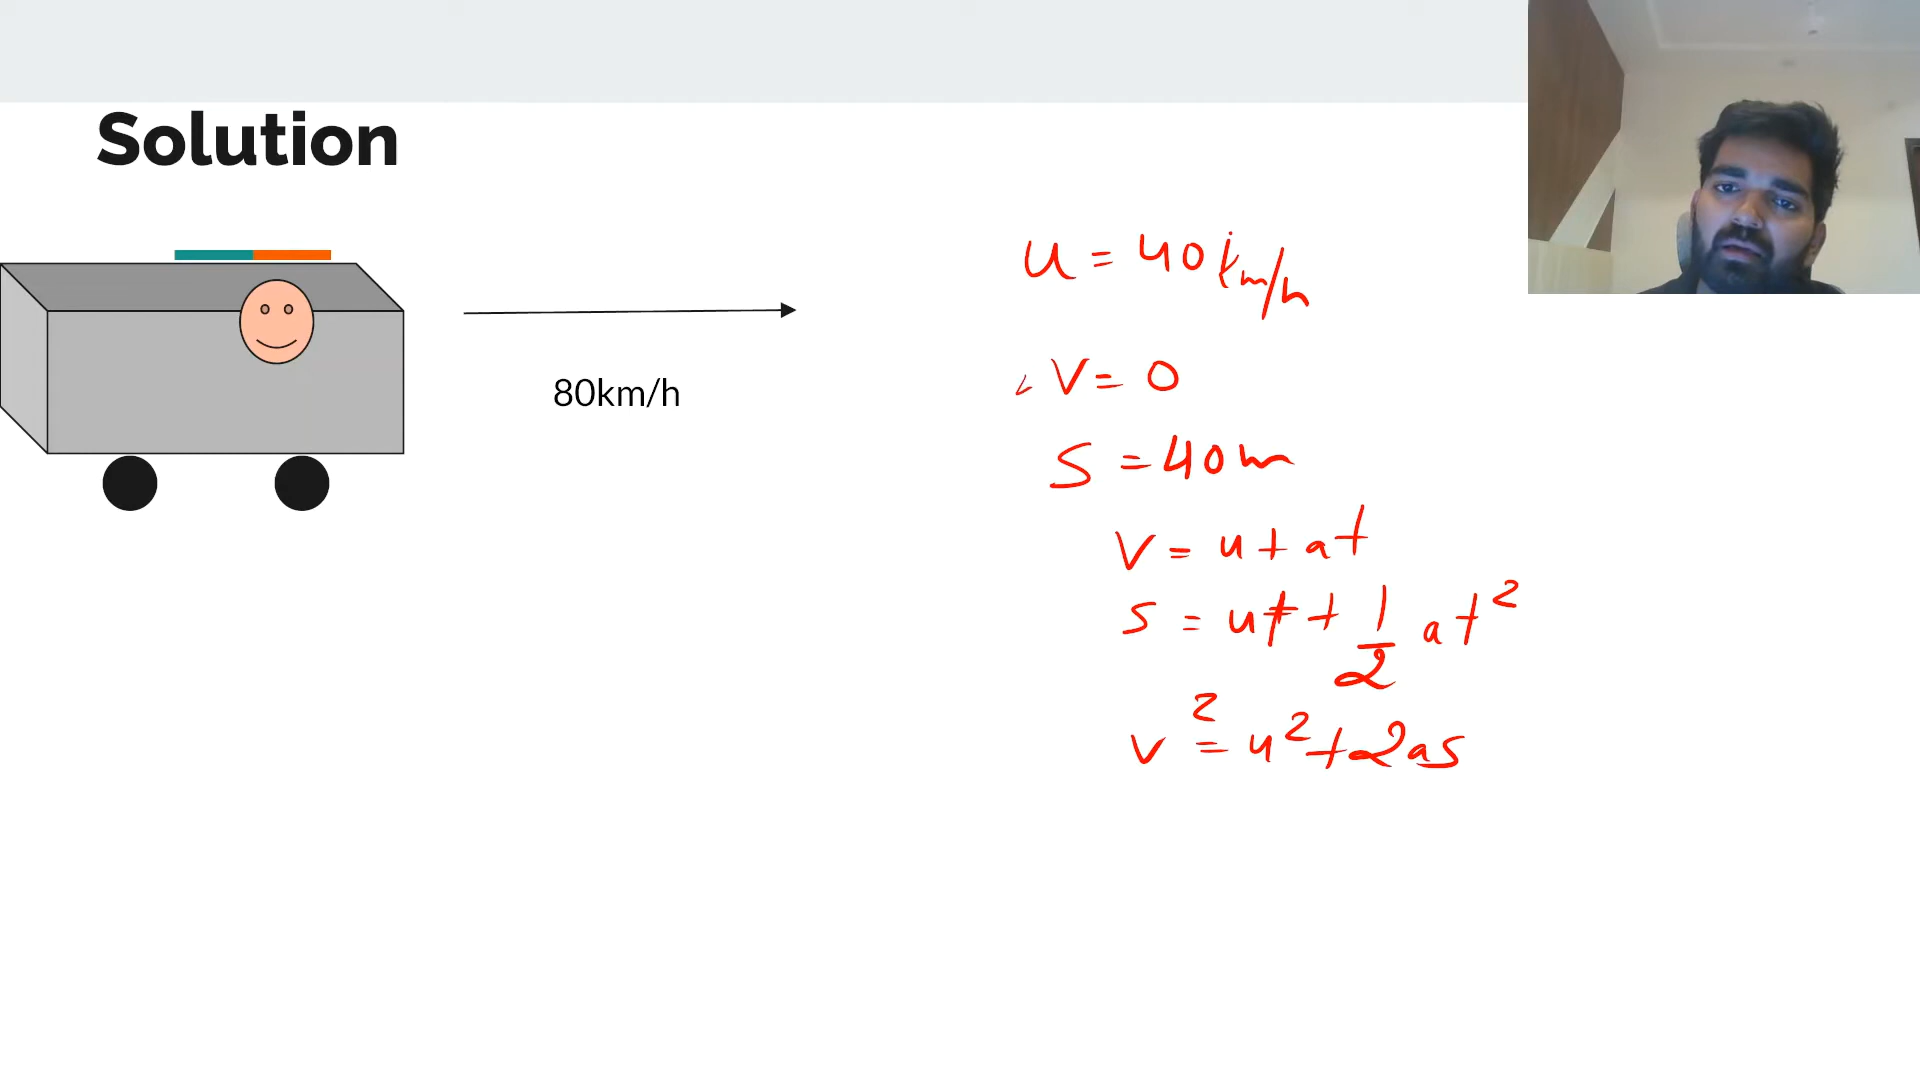 Solution
80km/h
u = 40 km/h
v = 0
S = 40m
v = u + at
s = ut + 1/2 at²
v² = u² + 2as